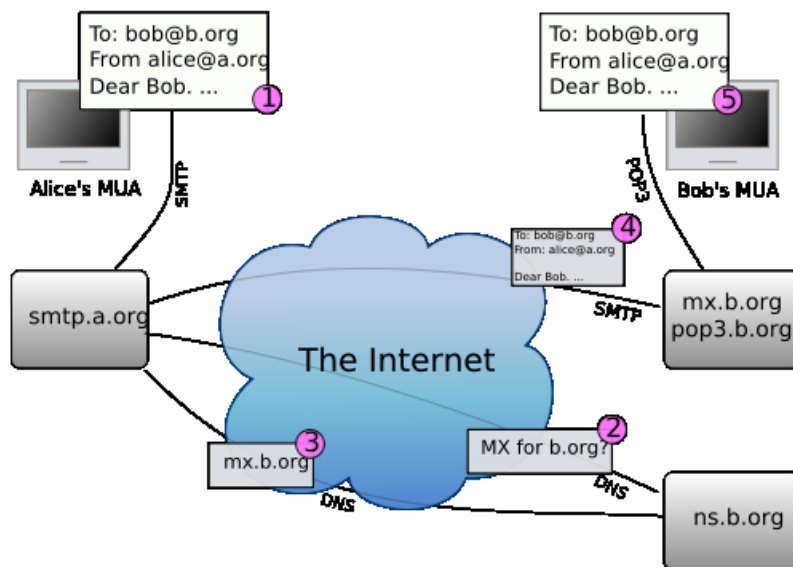 To: bob@b.org
From alice@a.org
Dear Bob. ...
1
Alice's MUA
SMTP
To: bob@b.org
From alice@a.org
Dear Bob. ...
5
Bob's MUA
POP3
smtp.a.org
To: bob@b.org
From: alice@a.org
Dear Bob. ...
4
SMTP
mx.b.org
pop3.b.org
The Internet
MX for b.org?
2
DNS
mx.b.org
3
DNS
ns.b.org